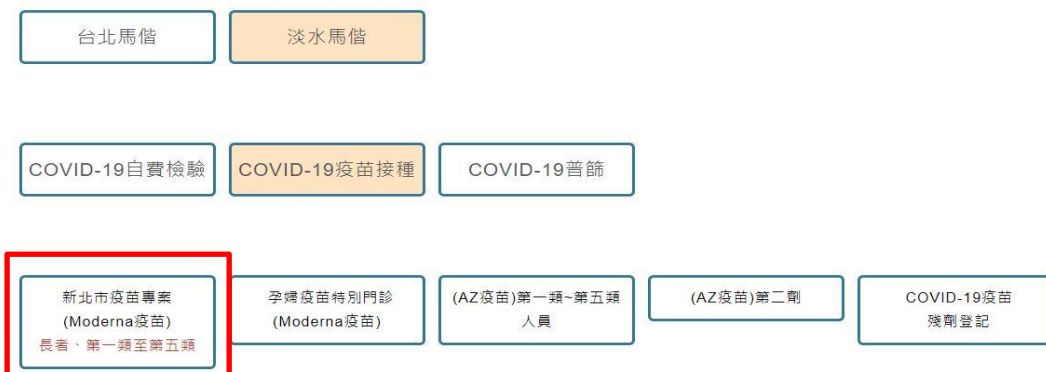 台北馬偕
淡水馬偕
COVID-19自費檢驗
COVID-19疫苗接種
COVID-19普篩
新北市疫苗專案
(Moderna疫苗)
長者、第一類至第五類
孕婦疫苗特別門診
(Moderna疫苗)
(AZ疫苗)第一類~第五類
人員
(AZ疫苗)第二劑
COVID-19疫苗
殘劑登記